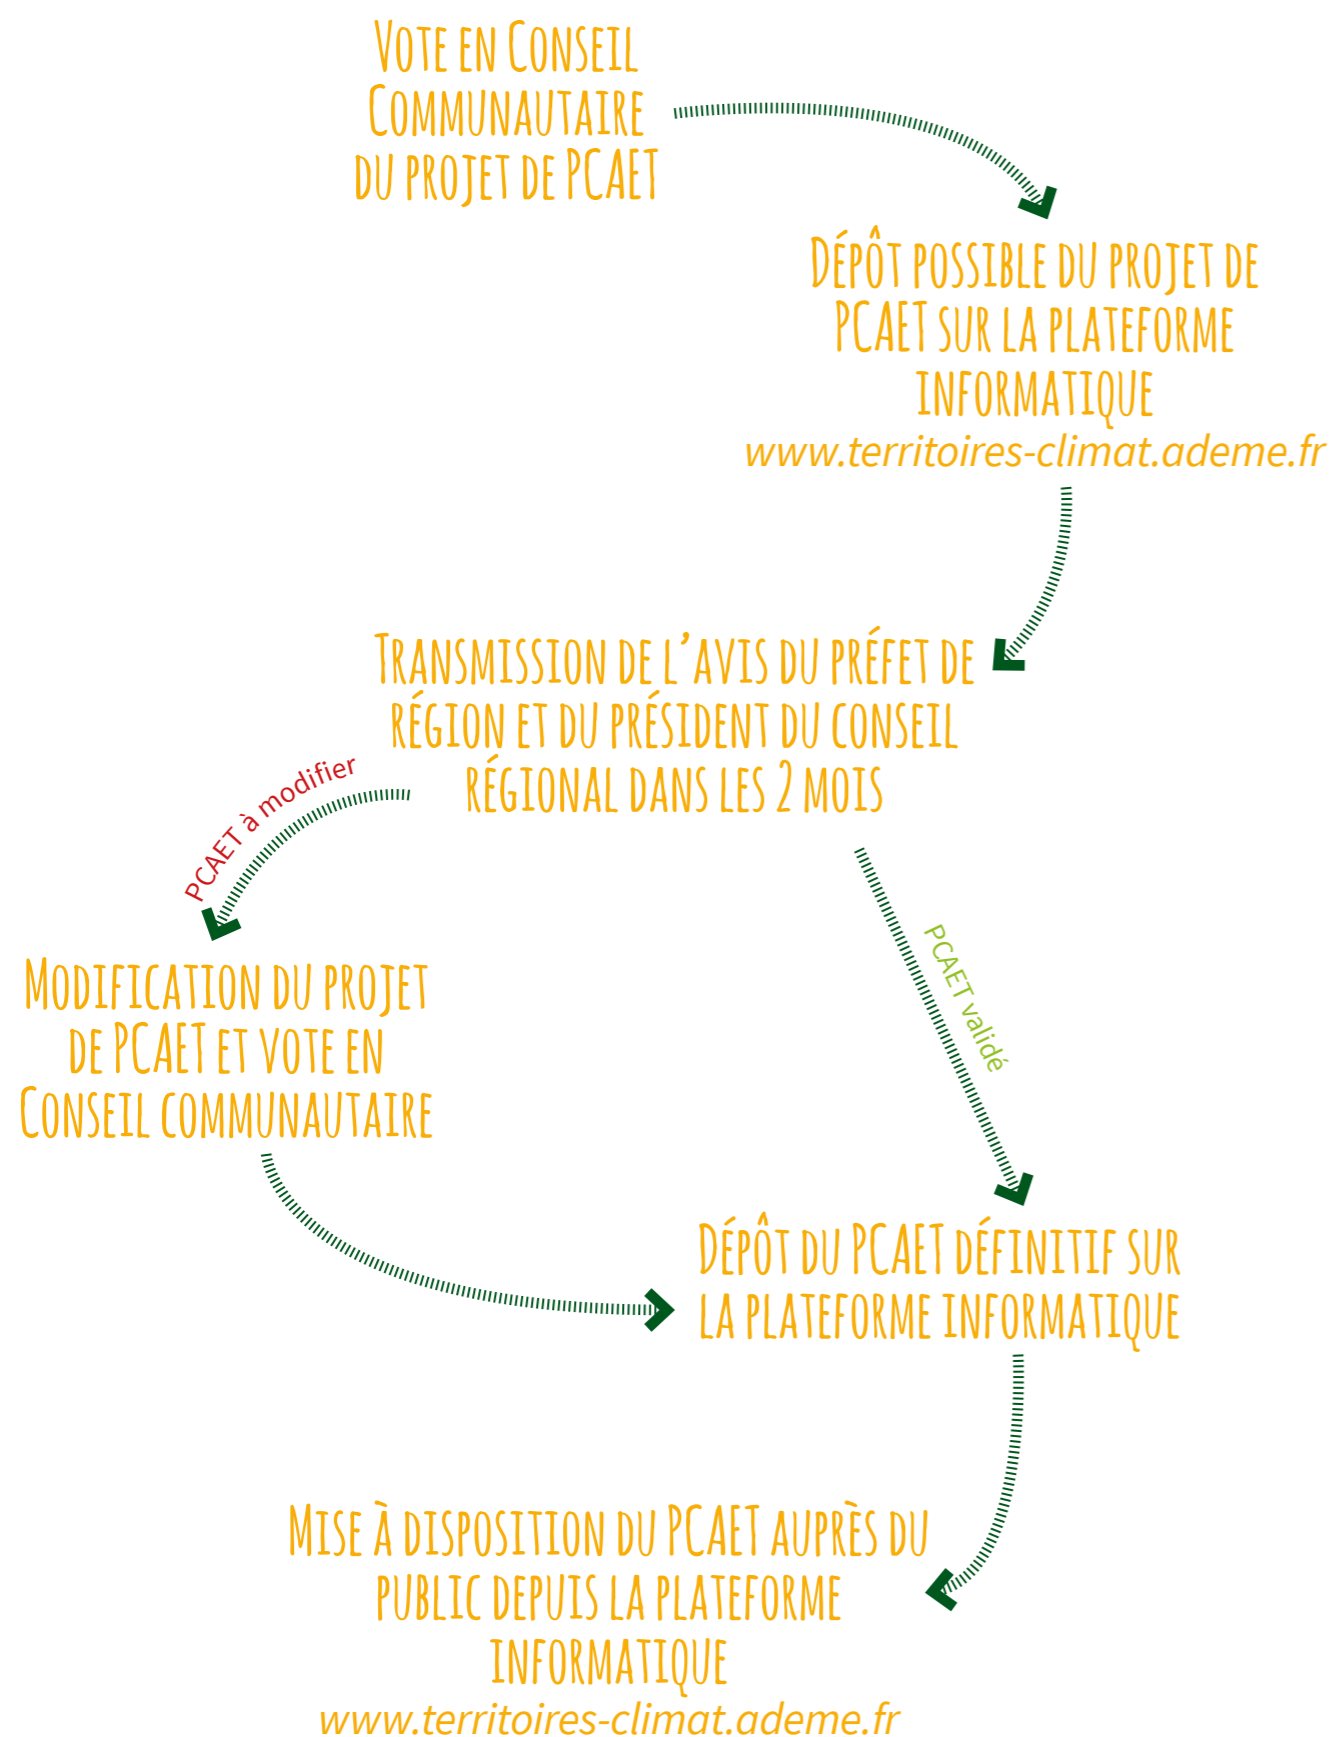 Vote en Conseil
Communautaire
du projet de PCAET
Dépôt possible du projet de
PCAET sur la plateforme
informatique
www.territoires-climat.ademe.fr
Transmission de l’avis du préfet de
région et du président du conseil
régional dans les 2 mois
PCAET à modifier
PCAET validé
Modification du projet
de PCAET et vote en
Conseil communautaire
Dépôt du PCAET définitif sur
la plateforme informatique
Mise à disposition du PCAET auprès du
public depuis la plateforme
informatique
www.territoires-climat.ademe.fr